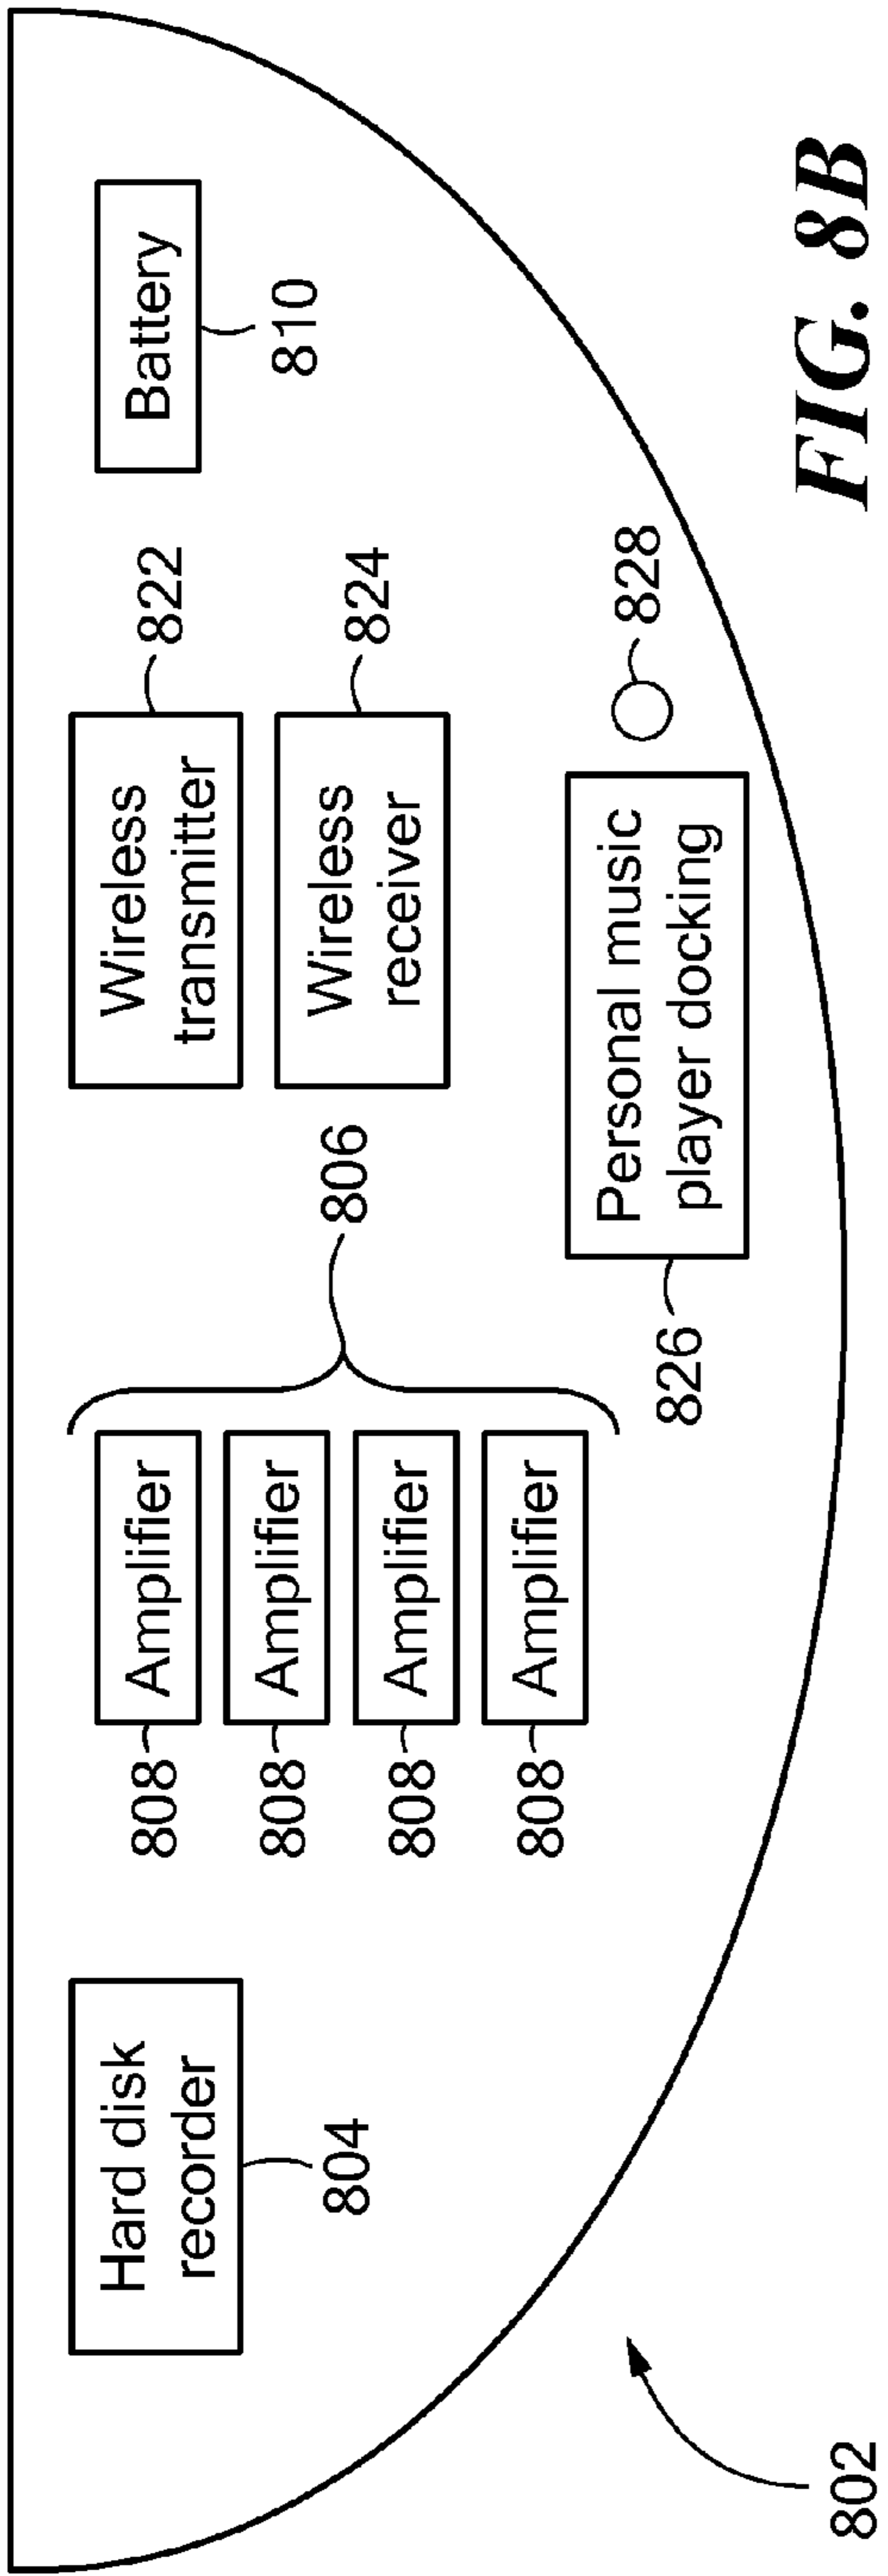 Hard disk
recorder
804
808
Amplifier
808
Amplifier
808
Amplifier
808
Amplifier
806
Wireless
transmitter
822
Wireless
receiver
824
Battery
810
826
Personal music
player docking
828
802
FIG. 8B